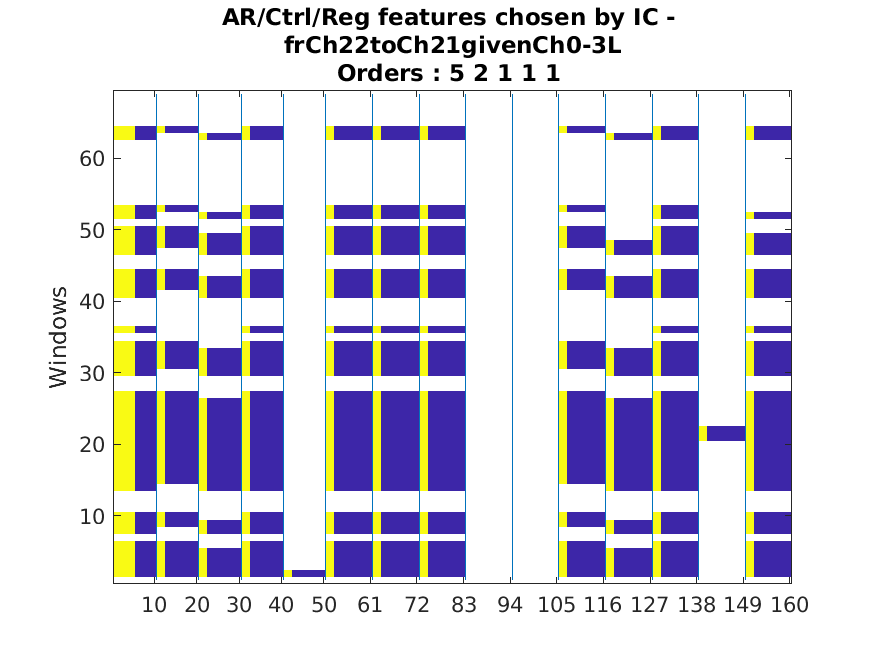 AR/Ctrl/Reg features chosen by IC -
frCh22toCh21givenCh0-3L
Orders : 5 2 1 1 1
60
50
40
30
20
10
Windows
10 20 30 40 50 61 72 83 94 105 116 127 138 149 160